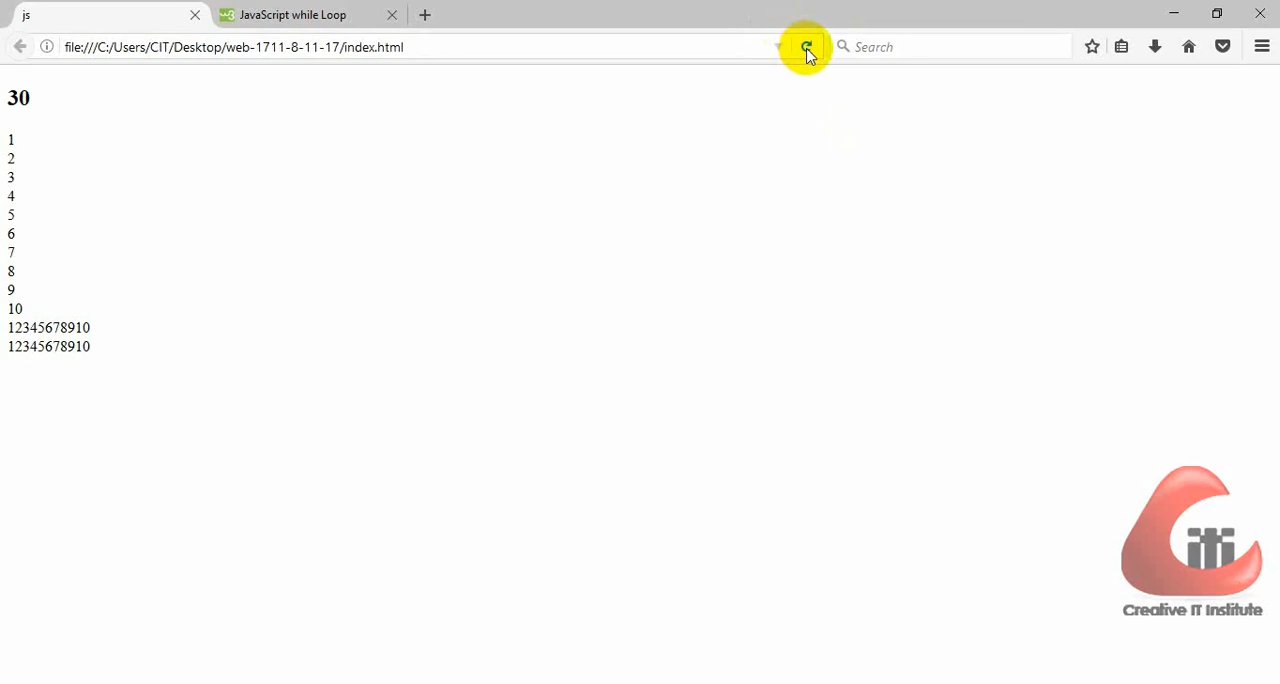 js
JavaScript while Loop
file:///C:/Users/CIT/Desktop/web-1711-8-11-17/index.html
Search
30
1
2
3
4
5
6
7
8
9
10
12345678910
12345678910
Creative IT Institute